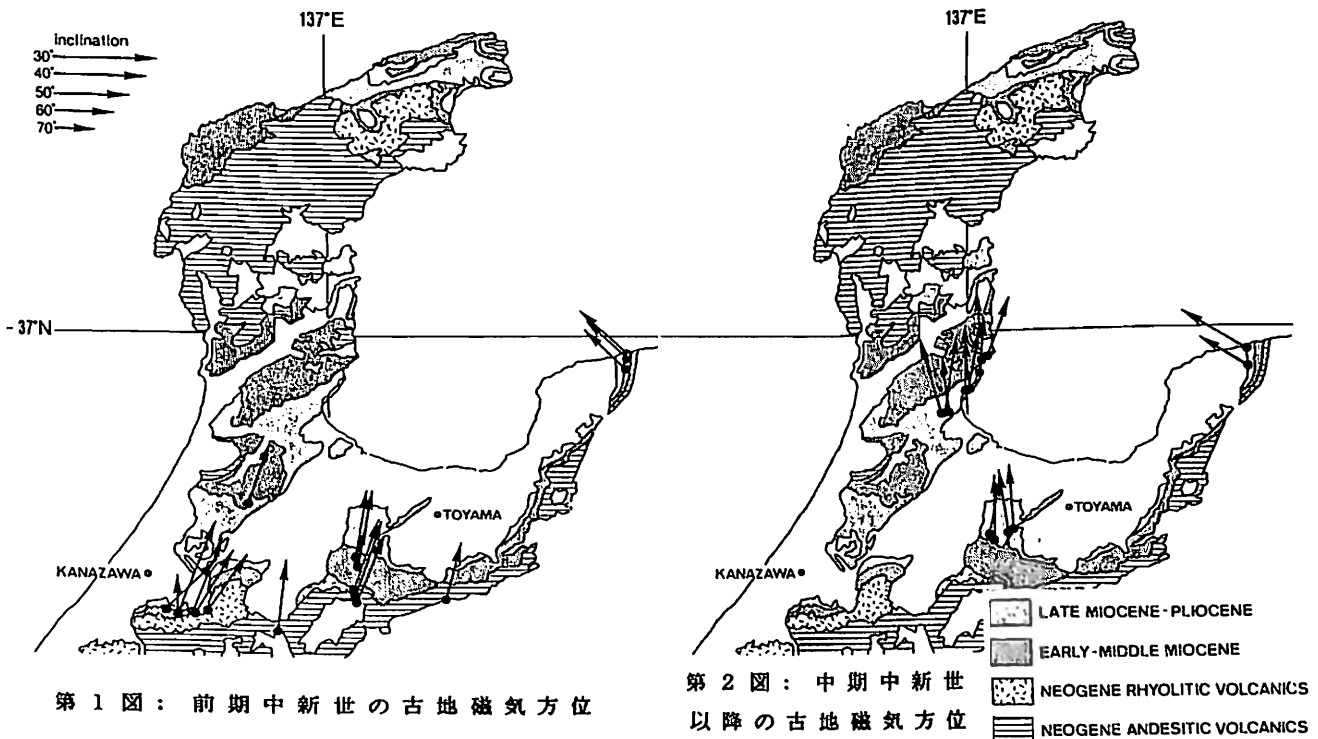 137°E
inclination
30°
40°
50°
60°
70°
- 37°N
TOYAMA
KANAZAWA
第1図：前期中新世の古地磁気方位
137°E
TOYAMA
KANAZAWA
LATE MIOCENE-PLIOCENE
EARLY-MIDDLE MIOCENE
NEOGENE RHYOLITIC VOLCANICS
NEOGENE ANDESITIC VOLCANICS
第2図：中期中新世
以降の古地磁気方位